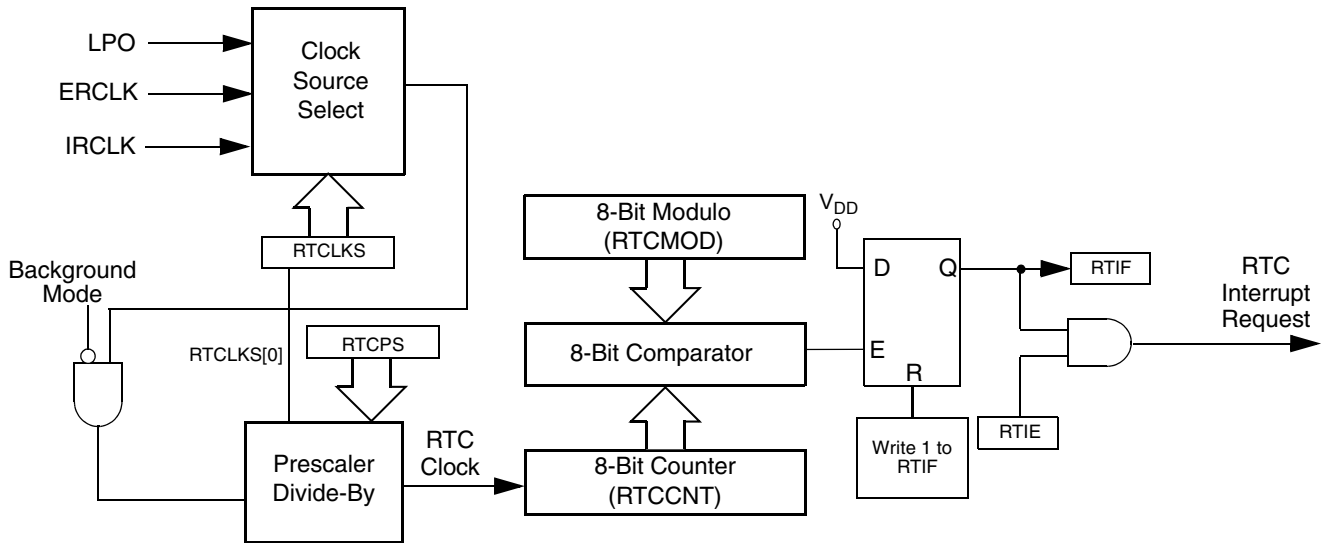 LPO
ERCLK
IRCLK
Clock
Source
Select
RTCLKS
Background
Mode
RTCLKS[0]
RTCPS
Prescaler
Divide-By
RTC
Clock
8-Bit Modulo
(RTCMOD)
8-Bit Comparator
8-Bit Counter
(RTCCNT)
VDD
D
Q
E
R
Write 1 to
RTIF
RTIF
RTIE
RTC
Interrupt
Request